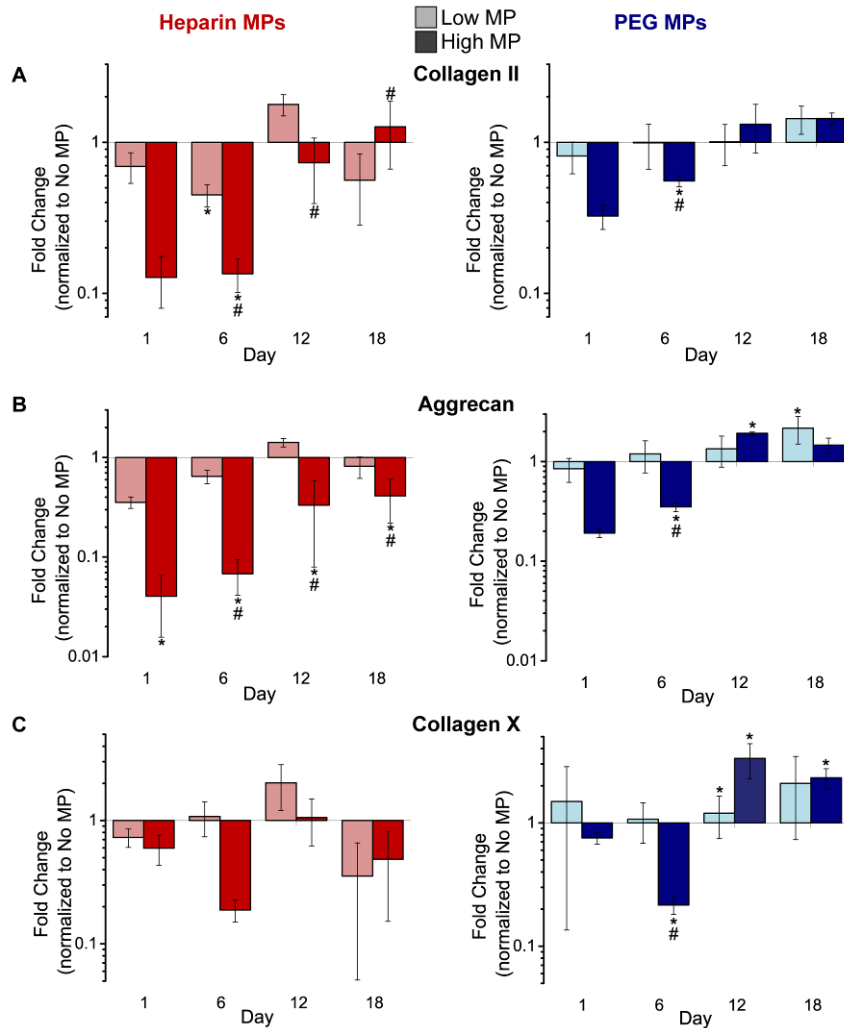 Heparin MPs
Low MP
High MP
PEG MPs
A
Collagen II
Fold Change
(normalized to No MP)
1
0.1
*
*
#
#
#
1
6
12
18
Day
Fold Change
(normalized to No MP)
1
0.1
*
#
1
6
12
18
Day
B
Aggrecan
Fold Change
(normalized to No MP)
1
0.1
0.01
*
*
#
*
#
*
#
1
6
12
18
Day
Fold Change
(normalized to No MP)
1
0.1
0.01
*
#
*
*
1
6
12
18
Day
C
Collagen X
Fold Change
(normalized to No MP)
1
0.1
1
6
12
18
Day
Fold Change
(normalized to No MP)
1
0.1
*
#
*
*
*
1
6
12
18
Day